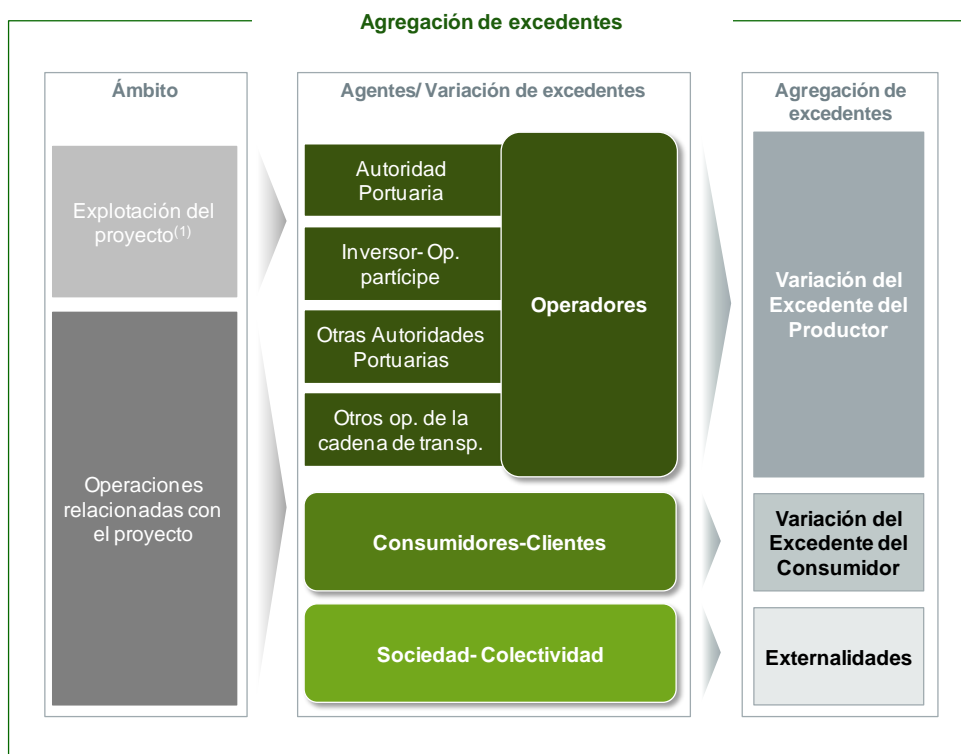 Agregación de excedentes
Ámbito
Explotación del
proyecto(1)
Operaciones
relacionadas con
el proyecto
Agentes/ Variación de excedentes
Autoridad
Portuaria
Inversor- Op.
partícipe
Otras Autoridades
Portuarias
Otros op. de la
cadena de transp.
Operadores
Consumidores-Clientes
Sociedad- Colectividad
Agregación de
excedentes
Variación del
Excedente del
Productor
Variación del
Excedente del
Consumidor
Externalidades